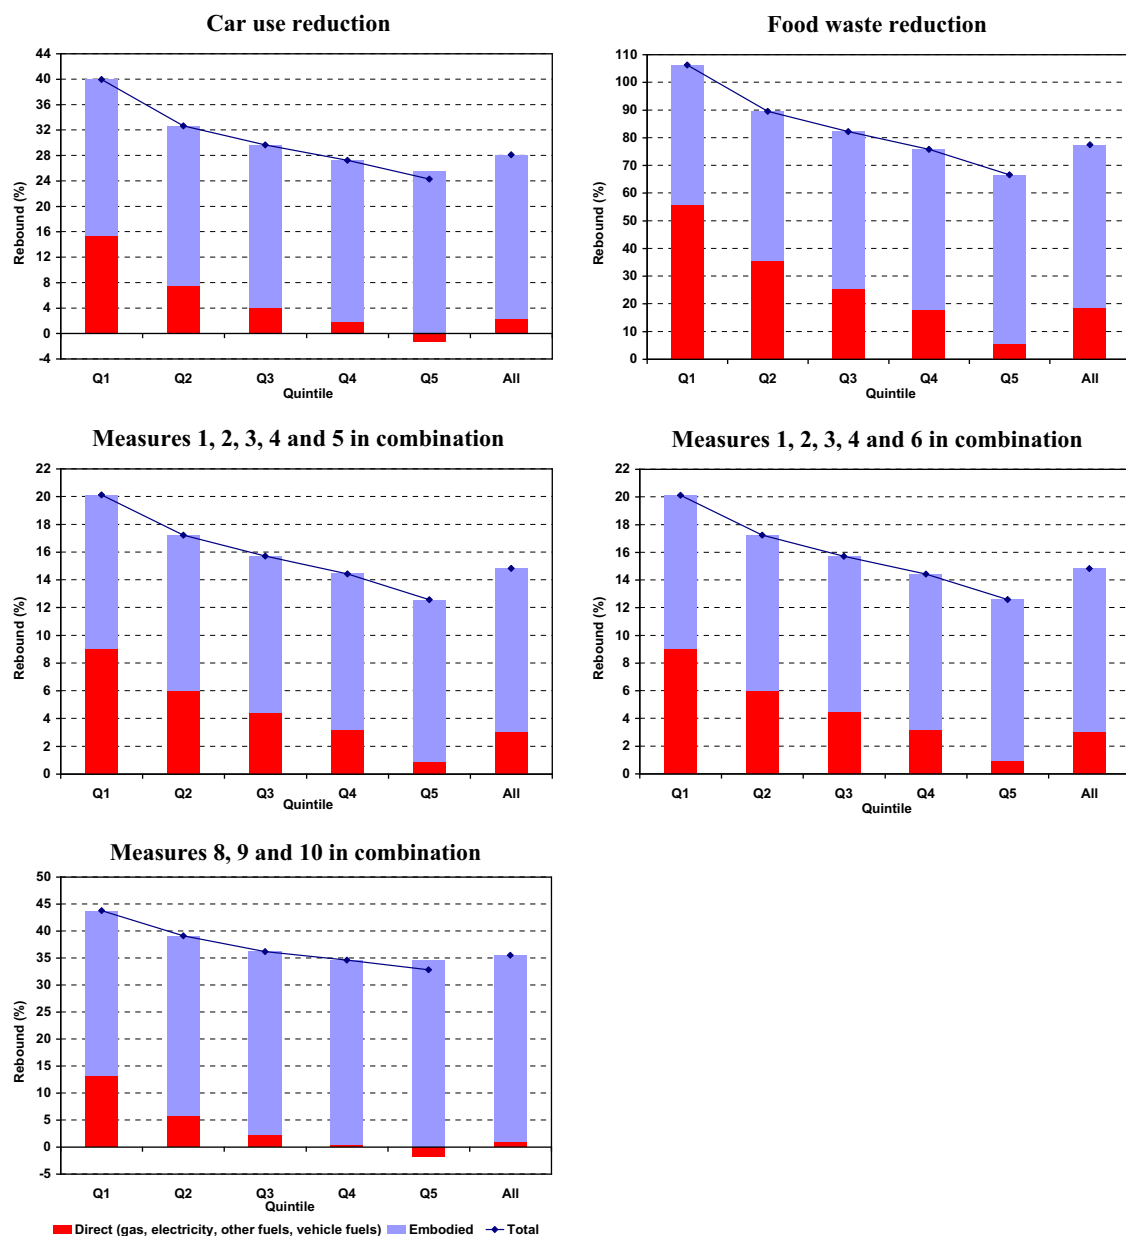 Car use reduction
44
40
36
32
28
24
20
16
12
8
4
0
-4
Rebound (%)
Q1 Q2 Q3 Q4 Q5 All
Quintile
Food waste reduction
110
100
90
80
70
60
50
40
30
20
10
0
Rebound (%)
Q1 Q2 Q3 Q4 Q5 All
Quintile
Measures 1, 2, 3, 4 and 5 in combination
22
20
18
16
14
12
10
8
6
4
2
0
Rebound (%)
Q1 Q2 Q3 Q4 Q5 All
Quintile
Measures 1, 2, 3, 4 and 6 in combination
22
20
18
16
14
12
10
8
6
4
2
0
Rebound (%)
Q1 Q2 Q3 Q4 Q5 All
Quintile
Measures 8, 9 and 10 in combination
50
45
40
35
30
25
20
15
10
5
0
-5
Rebound (%)
Q1 Q2 Q3 Q4 Q5 All
Quintile
Direct (gas, electricity, other fuels, vehicle fuels) Embodied Total